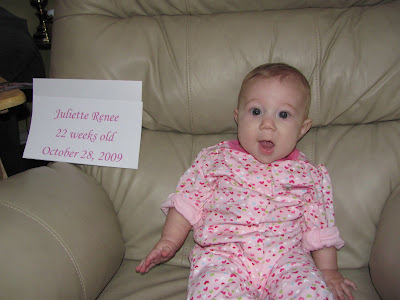 Juliette Renee
22 weeks old
October 28, 2009